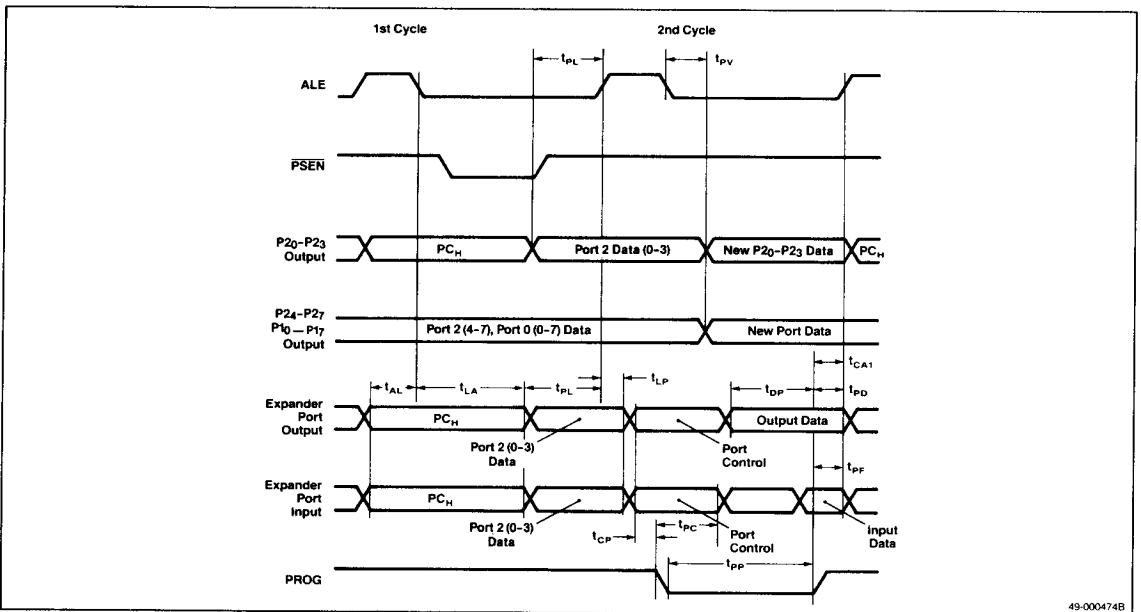 1st Cycle
2nd Cycle
tPL
tPV
ALE
PSEN
P20–P23
Output
PCH
Port 2 Data (0–3)
New P20–P23 Data
PCH
P24–P27
P10–P17
Output
Port 2 (4–7), Port 0 (0–7) Data
New Port Data
tCA1
tAL
tLA
tPL
tLP
tDP
tPD
Expander
Port
Output
PCH
Output Data
Port 2 (0–3)
Data
Port
Control
tPF
Expander
Port
Input
PCH
Port 2 (0–3)
Data
tCP
tPC
Port
Control
Input
Data
tPP
PROG
49-000474B